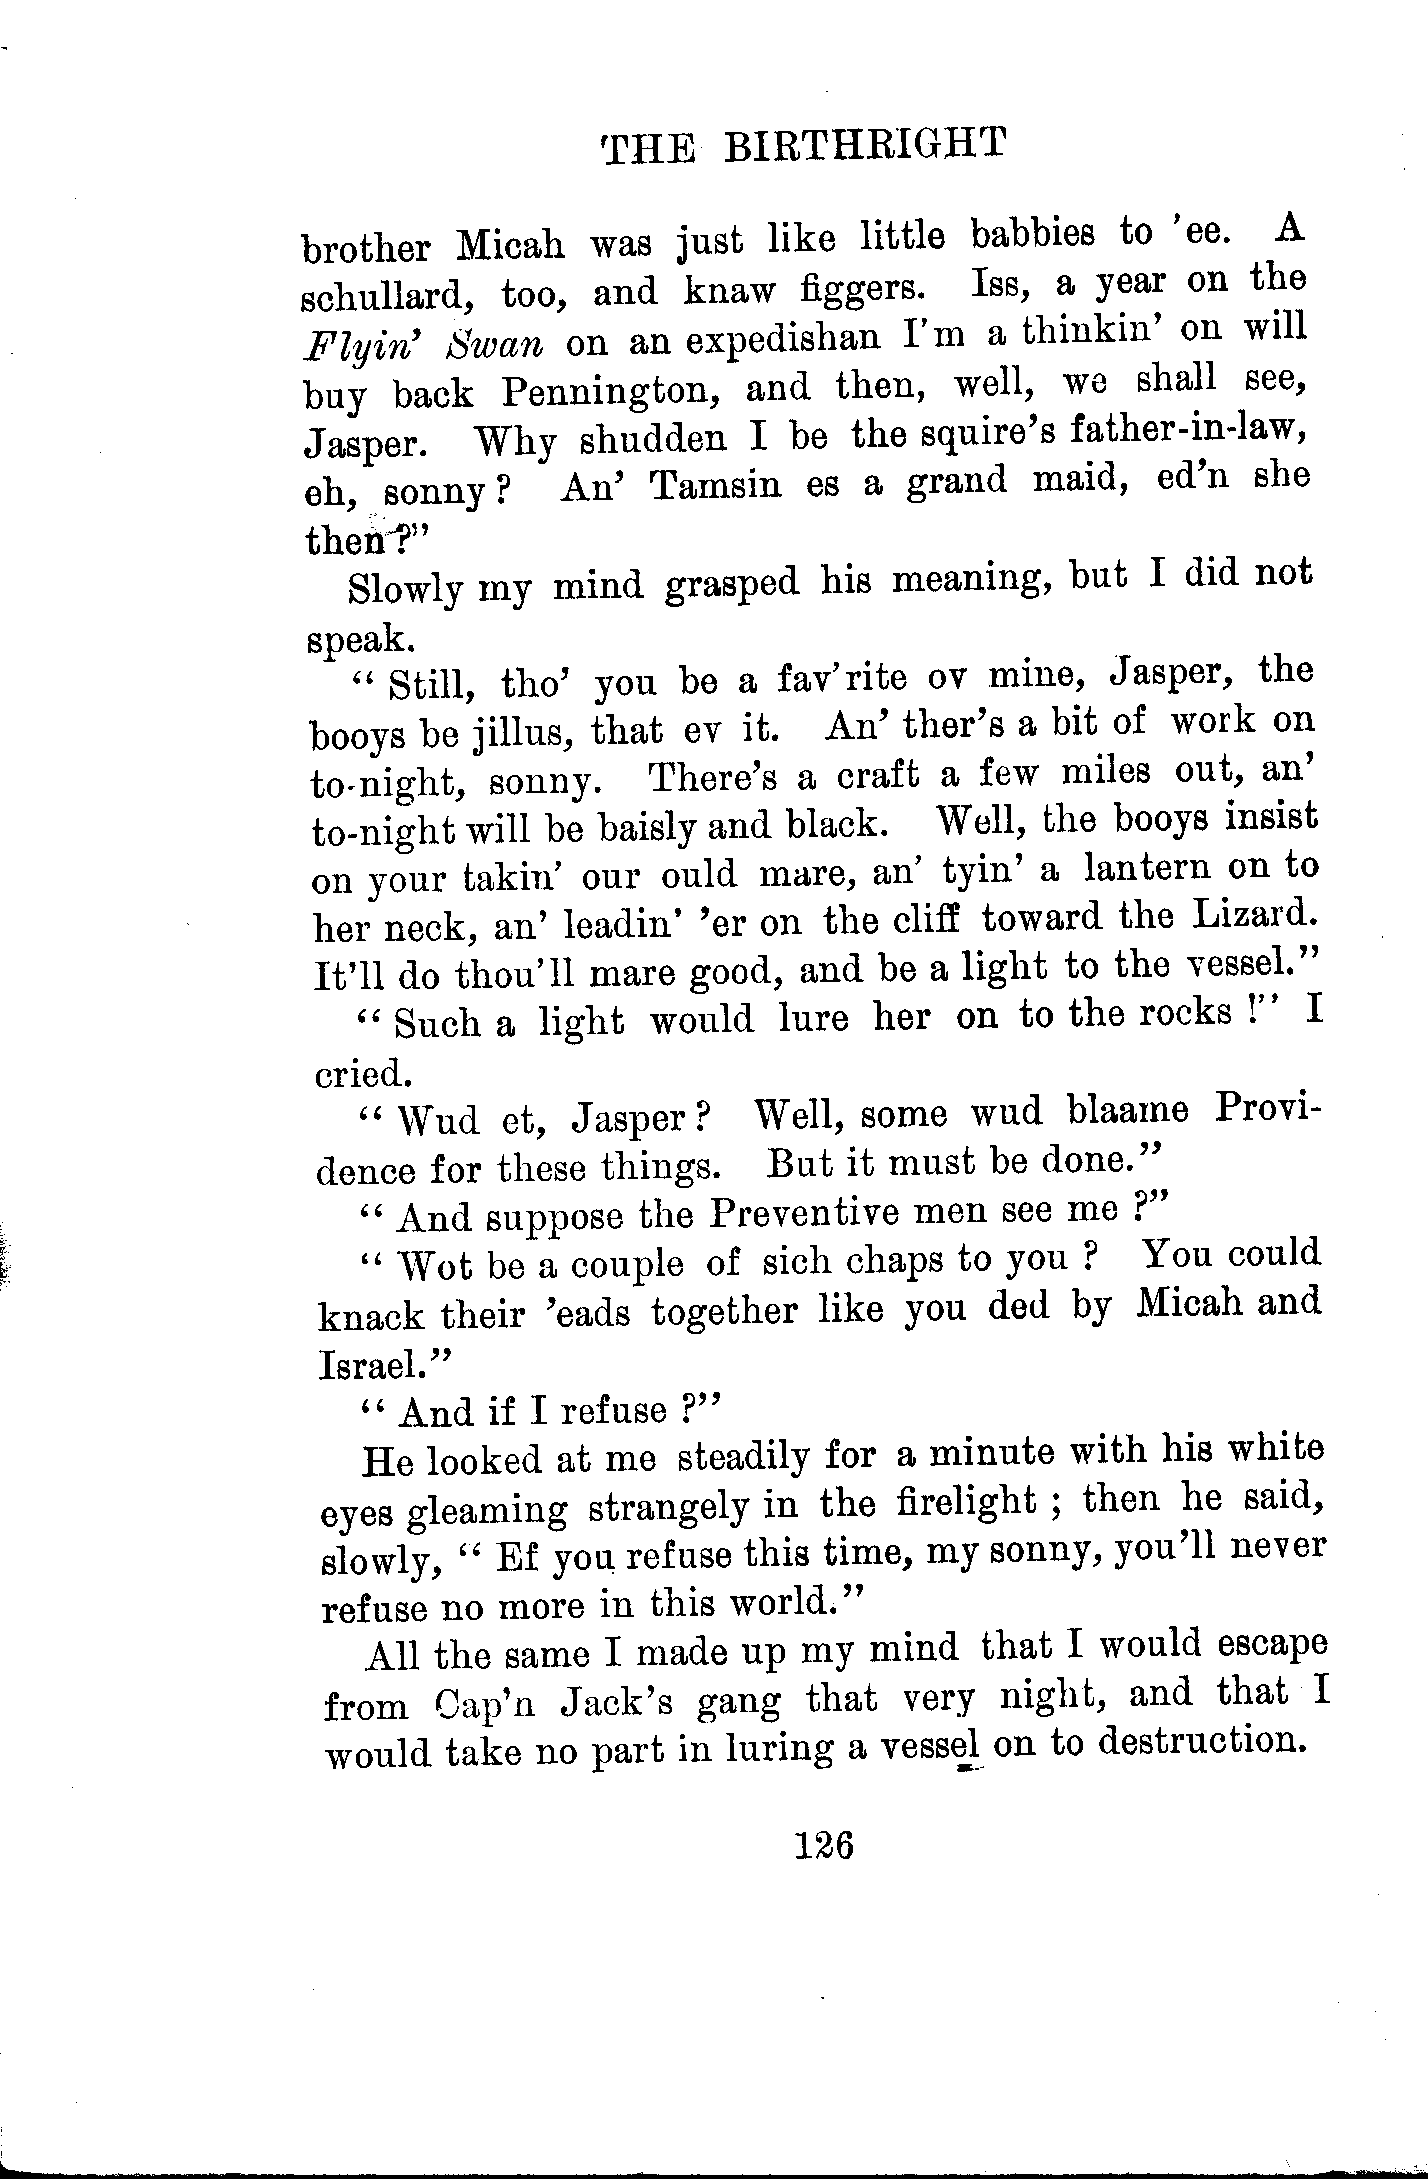 THE BIRTHRIGHT
brother Micah was just like little babbies to 'ee. A
schullard, too, and knaw figgers. Iss, a year on the
Flyin' Swan on an expedishan I'm a thinkin' on will
buy back Pennington, and then, well, we shall see,
Jasper. Why shudden I be the squire's father-in-law,
eh, sonny? An' Tamsin es a grand maid, ed'n she
then?"
Slowly my mind grasped his meaning, but I did not
speak.
"Still, tho' you be a fav'rite ov mine, Jasper, the
booys be jillus, that ev it. An' ther's a bit of work on
to-night, sonny. There's a craft a few miles out, an'
to-night will be baisly and black. Well, the booys insist
on your takin' our ould mare, an' tyin' a lantern on to
her neck, an' leadin' 'er on the cliff toward the Lizard.
It'll do thou'll mare good, and be a light to the vessel."
"Such a light would lure her on to the rocks!" I
cried.
"Wud et, Jasper? Well, some wud blaame Provi-
dence for these things. But it must be done."
"And suppose the Preventive men see me?"
"Wot be a couple of sich chaps to you? You could
knack their 'eads together like you ded by Micah and
Israel."
"And if I refuse?"
He looked at me steadily for a minute with his white
eyes gleaming strangely in the firelight; then he said,
slowly, "Ef you refuse this time, my sonny, you'll never
refuse no more in this world."
All the same I made up my mind that I would escape
from Cap'n Jack's gang that very night, and that I
would take no part in luring a vessel on to destruction.
126